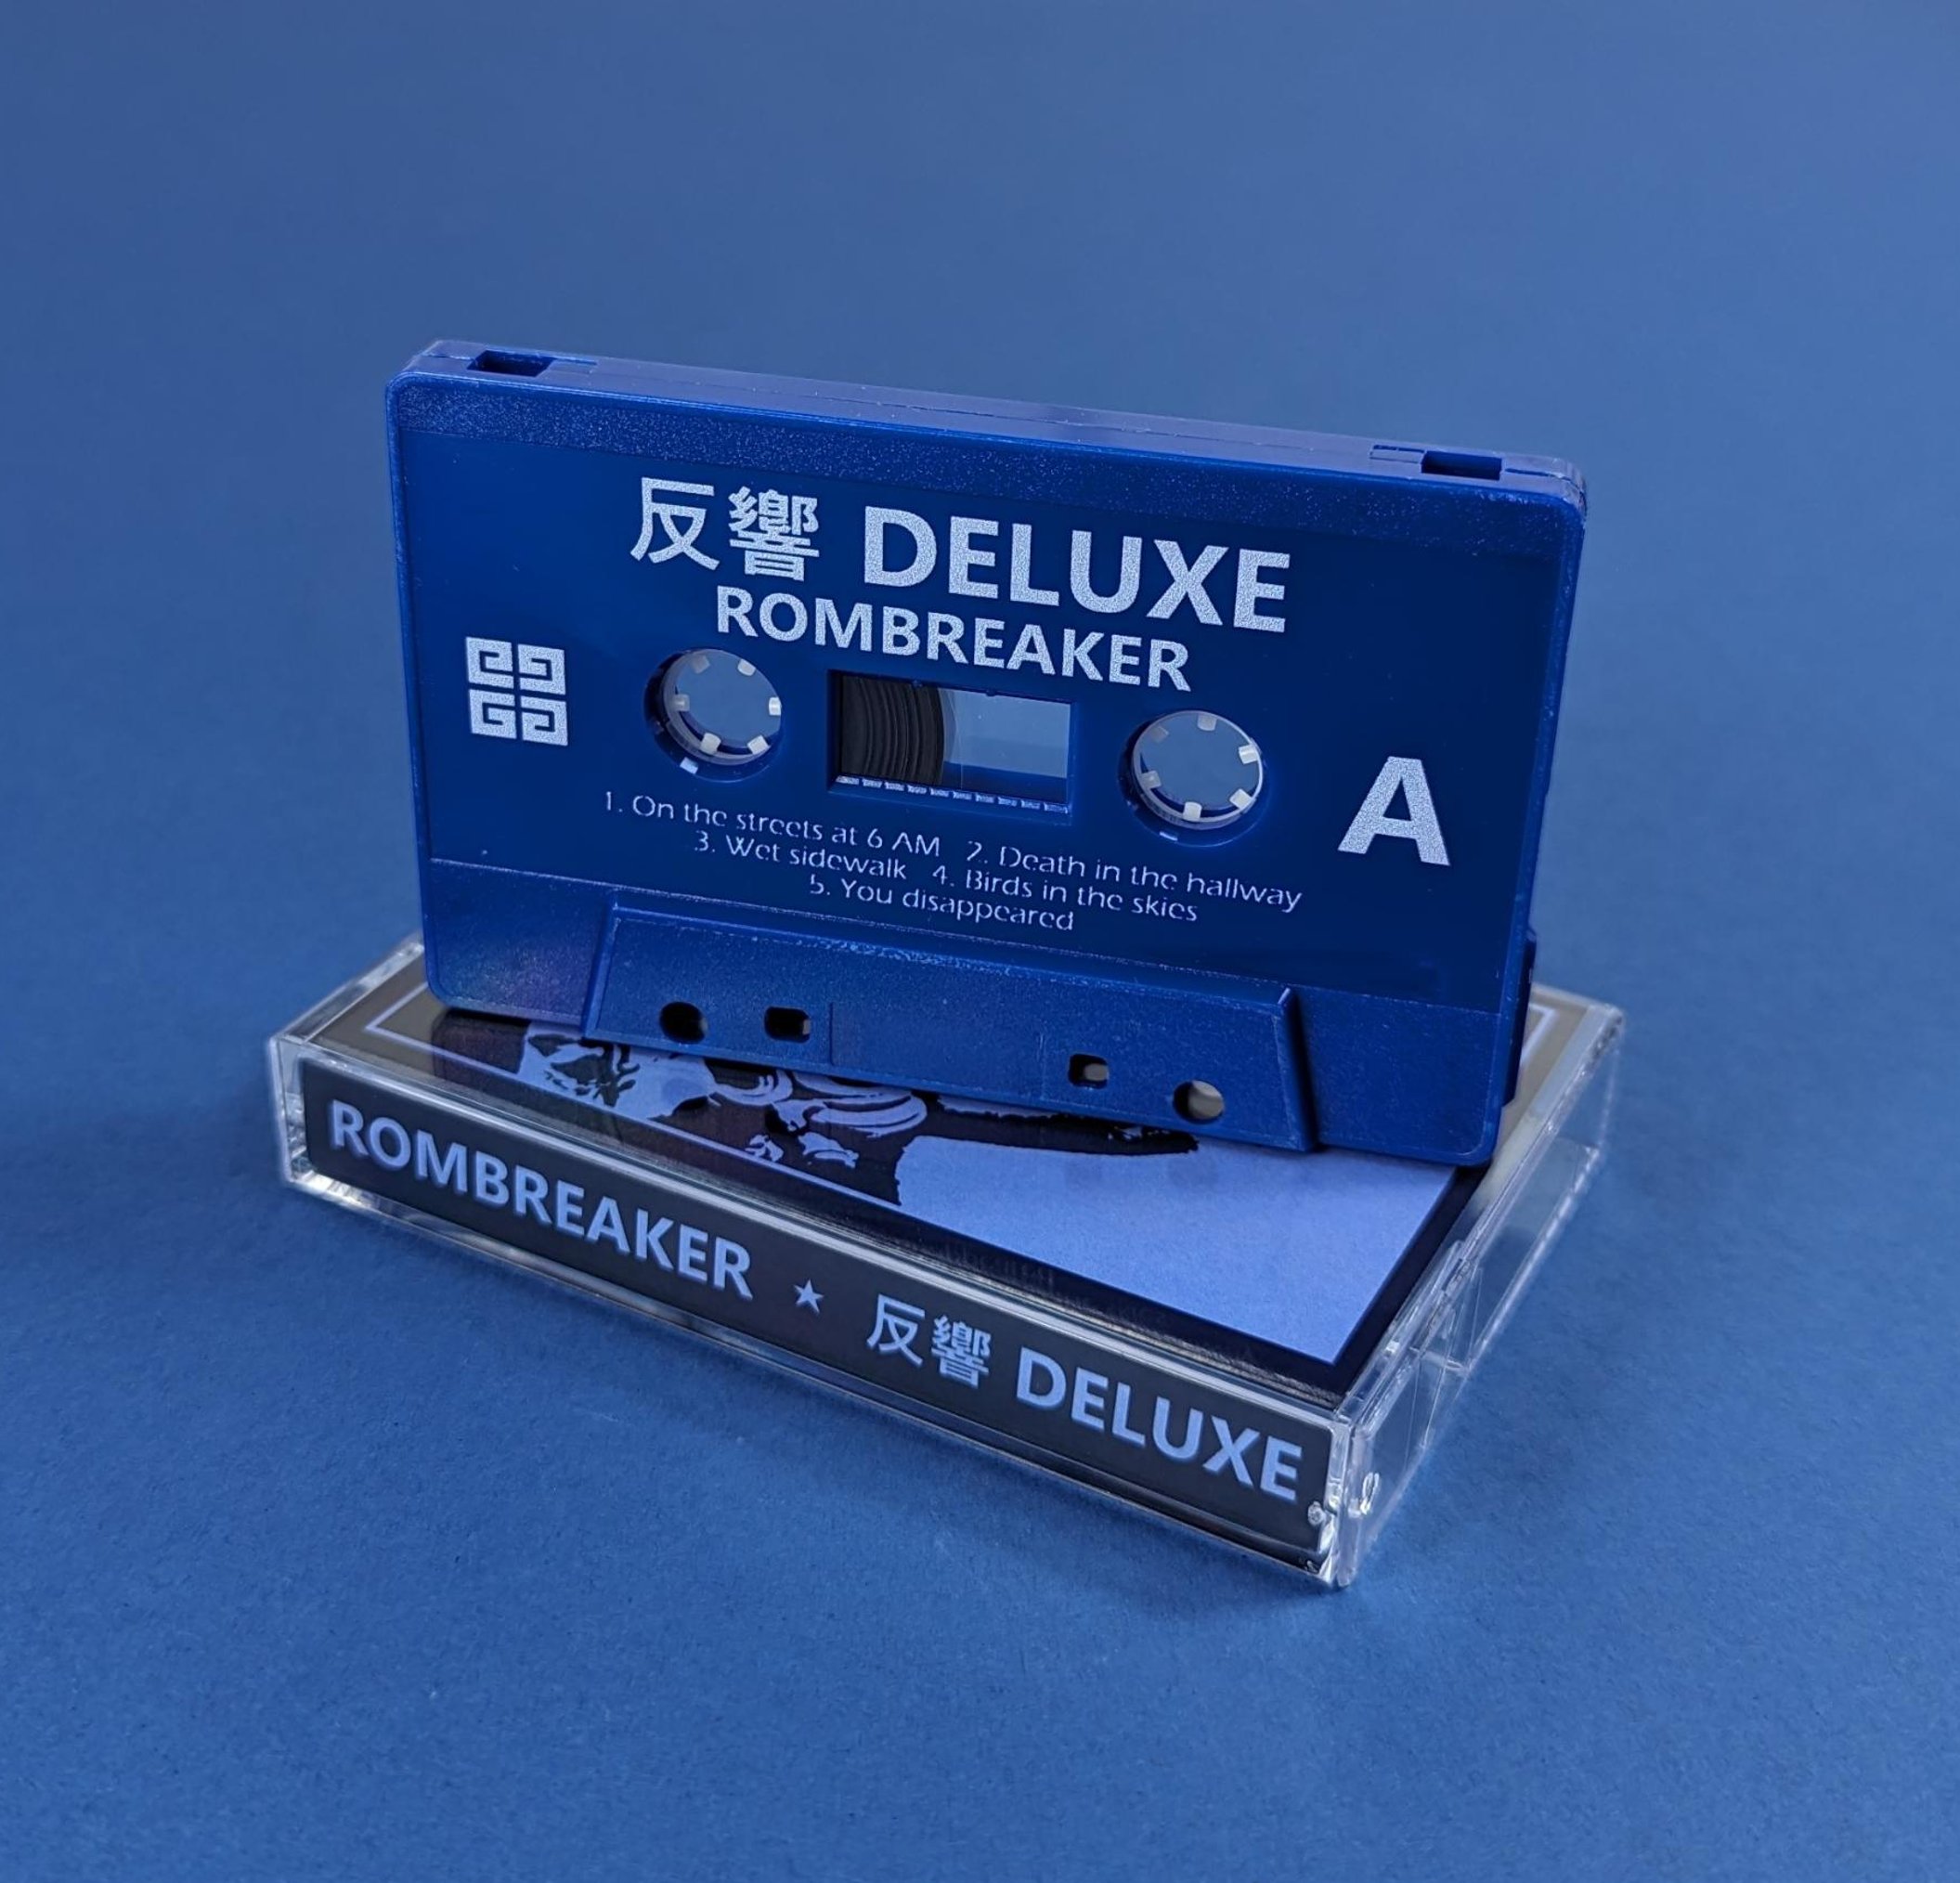 反響 DELUXE
ROMBREAKER
A
1. On the streets at 6 AM 2. Death in the hallway
3. Wet sidewalk 4. Birds in the skies
5. You disappeared
ROMBREAKER ★ 反響 DELUXE